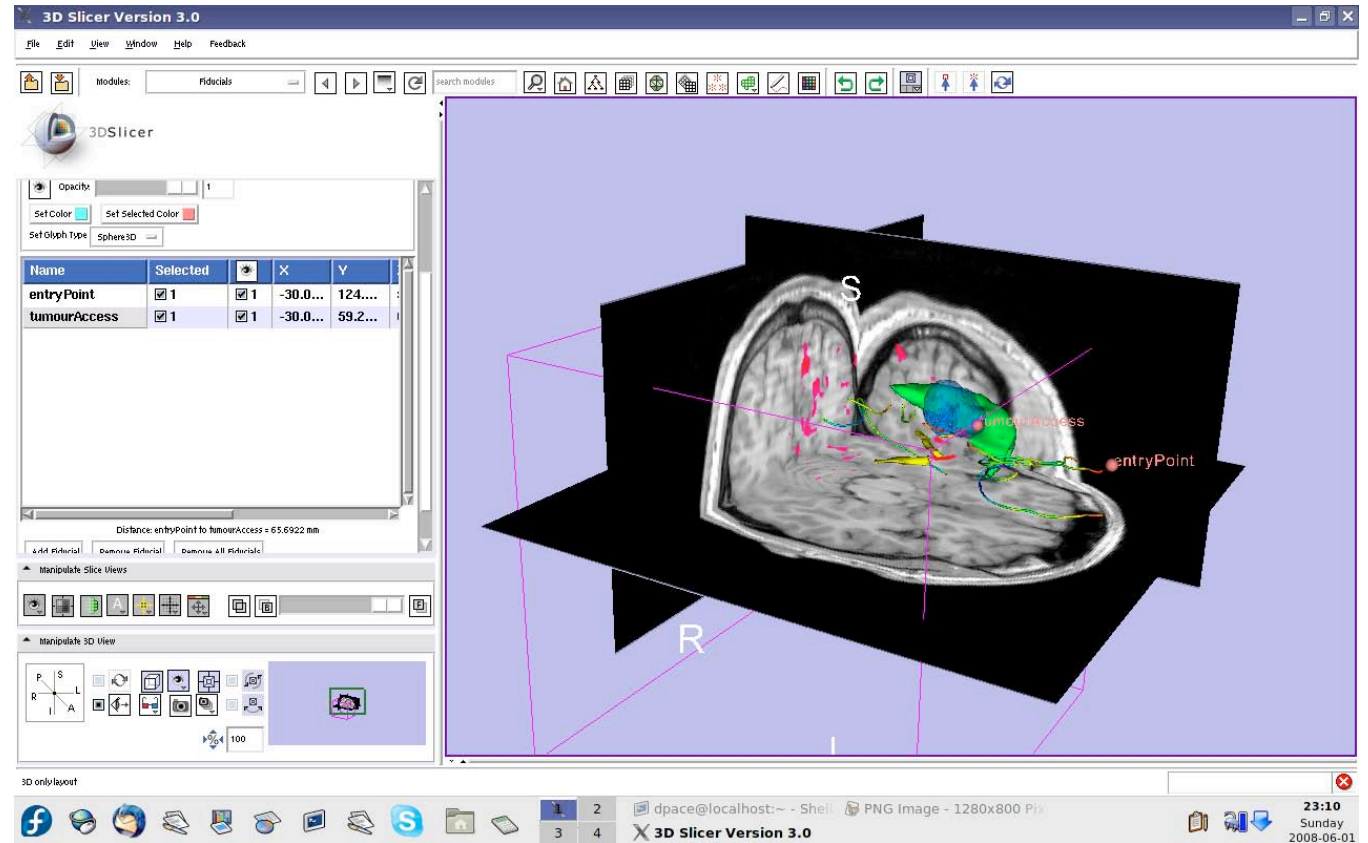 3D Slicer Version 3.0
File Edit View Window Help Feedback
Modules: Fiducials search modules
3DSlicer
Opacity: 1
Set Color Set Selected Color
Set Glyph Type Sphere3D
Name Selected X Y
entryPoint 1 1 -30.0... 124....
tumourAccess 1 1 -30.0... 59.2...
Distance: entryPoint to tumourAccess = 65.6922 mm
Add Fiducial Remove Fiducial Remove All Fiducials
Manipulate Slice Views
Manipulate 3D View
P S
R L
I A
100
S
tumourAccess
entryPoint
R
I
3D only layout
1 2 dpace@localhost:~ - Shell PNG Image - 1280x800 Pix
3 4 3D Slicer Version 3.0
23:10
Sunday
2008-06-01